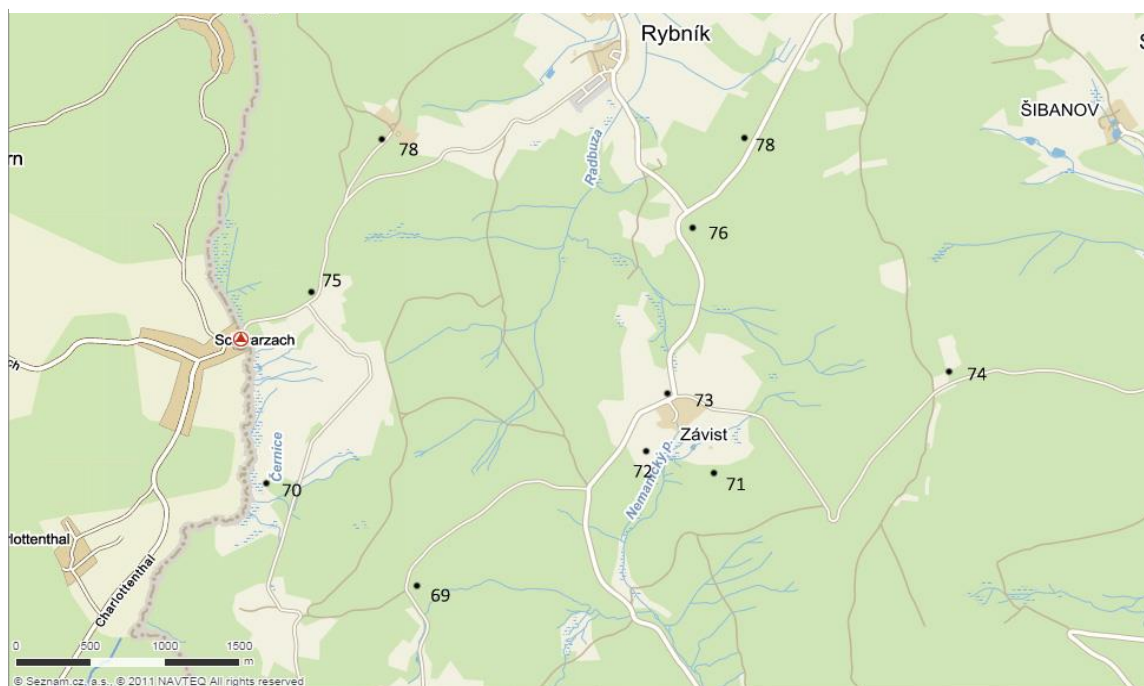 Rybník
Š
ŠIBANOV
rn
78
78
Radbuza
76
75
Sc arzach
ch
74
73
Závist
Černice
72
Nemanický p.
71
70
rlottenthal
69
Charlottenthal
0 500 1000 1500
m
© Seznam.cz, a.s., © 2011 NAVTEQ All rights reserved